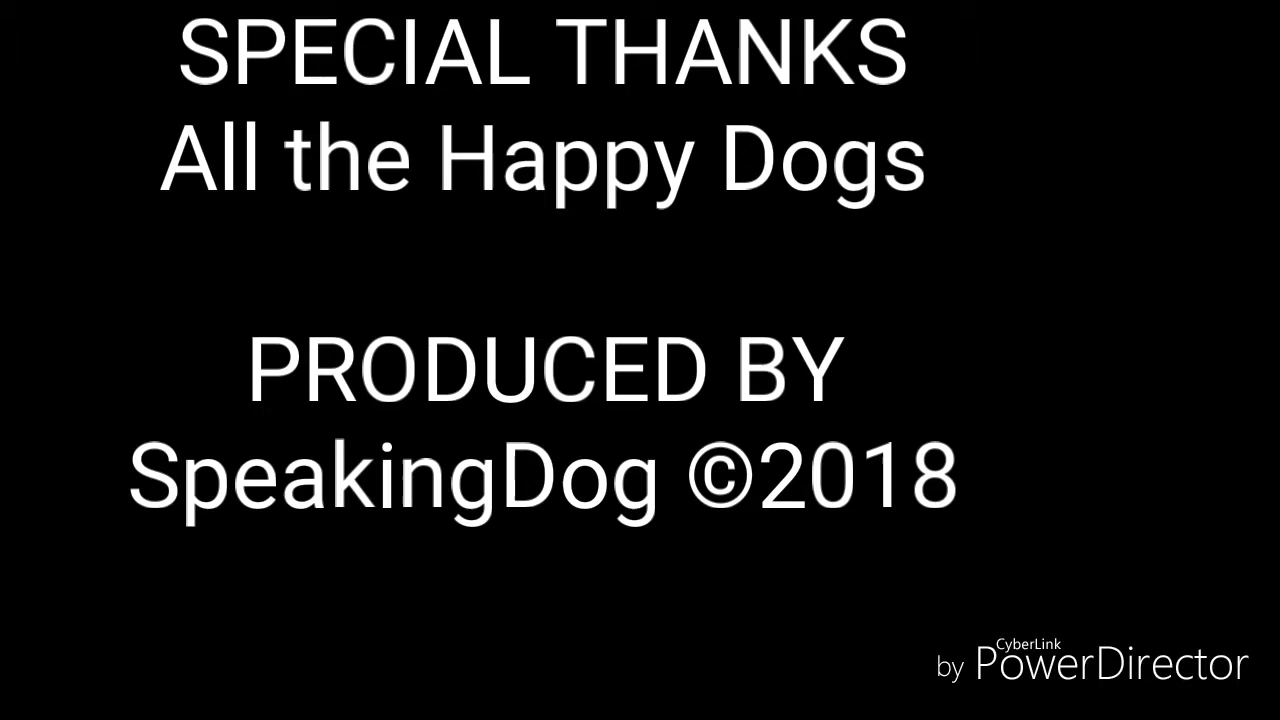 SPECIAL THANKS
All the Happy Dogs
PRODUCED BY
SpeakingDog ©2018
CyberLink
by PowerDirector